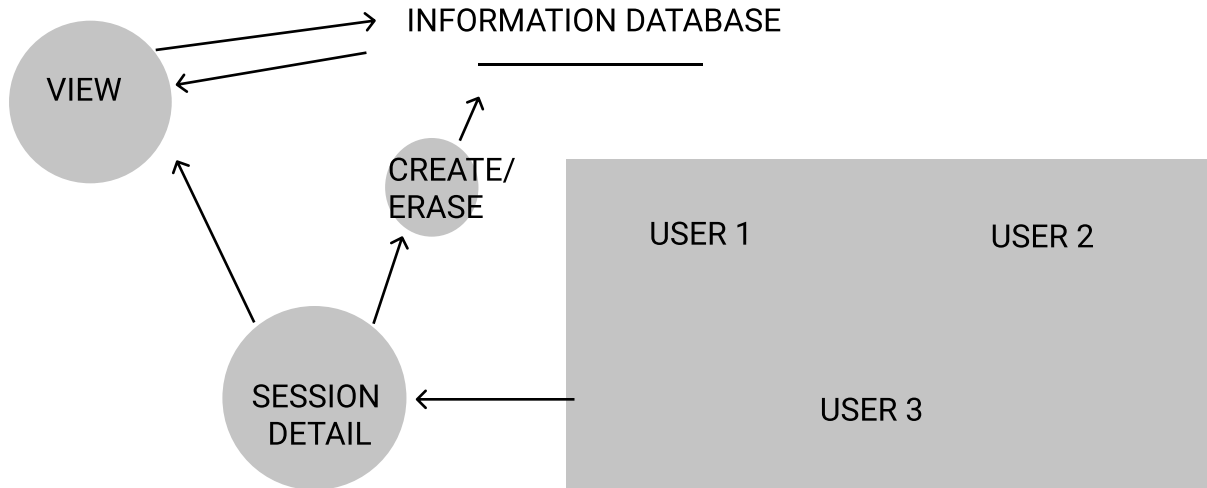 INFORMATION DATABASE
VIEW
CREATE/
ERASE
USER 1
USER 2
SESSION
DETAIL
USER 3